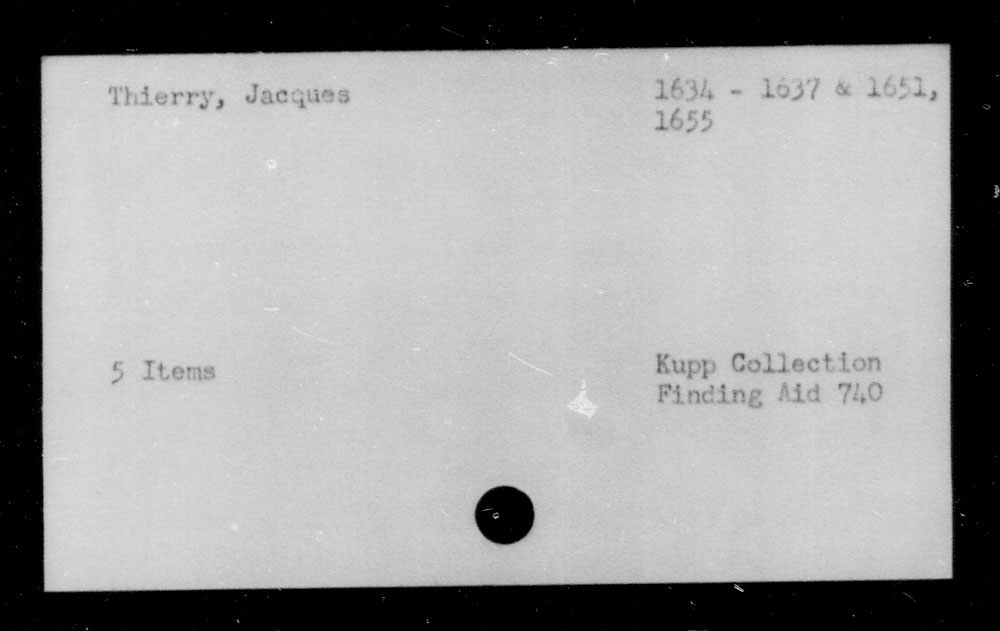 Thierry, Jacques
1634 - 1637 & 1651,
1655
5 Items
Kupp Collection
Finding Aid 740